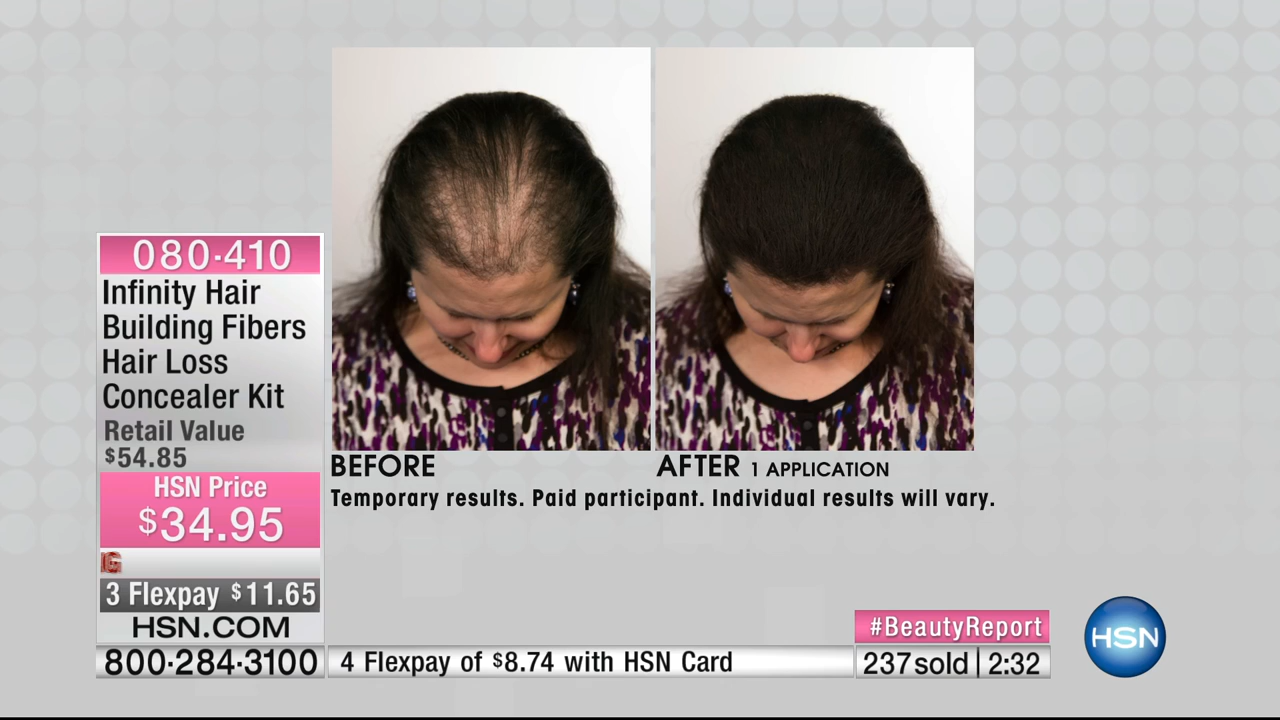 080·410
Infinity Hair
Building Fibers
Hair Loss
Concealer Kit
Retail Value
$54.85
HSN Price
$34.95
3 Flexpay $11.65
HSN.COM
800·284·3100
BEFORE
AFTER 1 APPLICATION
Temporary results. Paid participant. Individual results will vary.
4 Flexpay of $8.74 with HSN Card
#BeautyReport
237 sold | 2:32
HSN